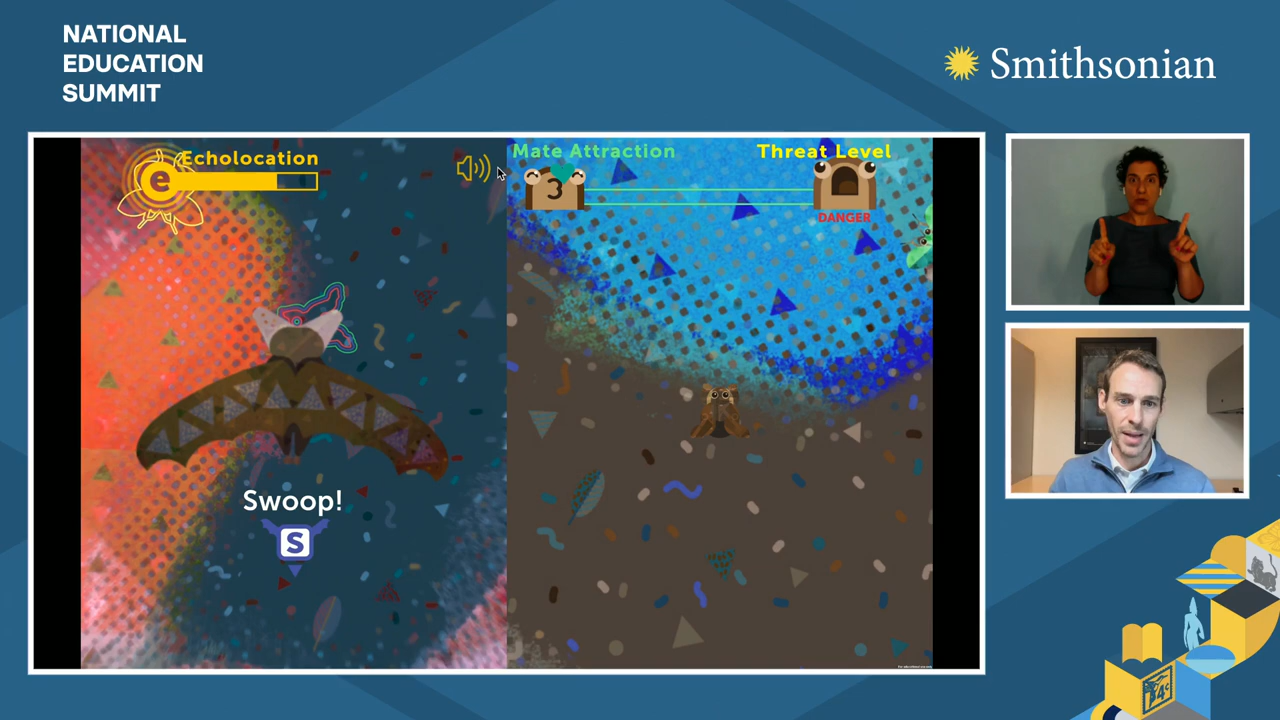 NATIONAL
EDUCATION
SUMMIT
Smithsonian
Echolocation
e
Mate Attraction
Threat Level
3
DANGER
Swoop!
S